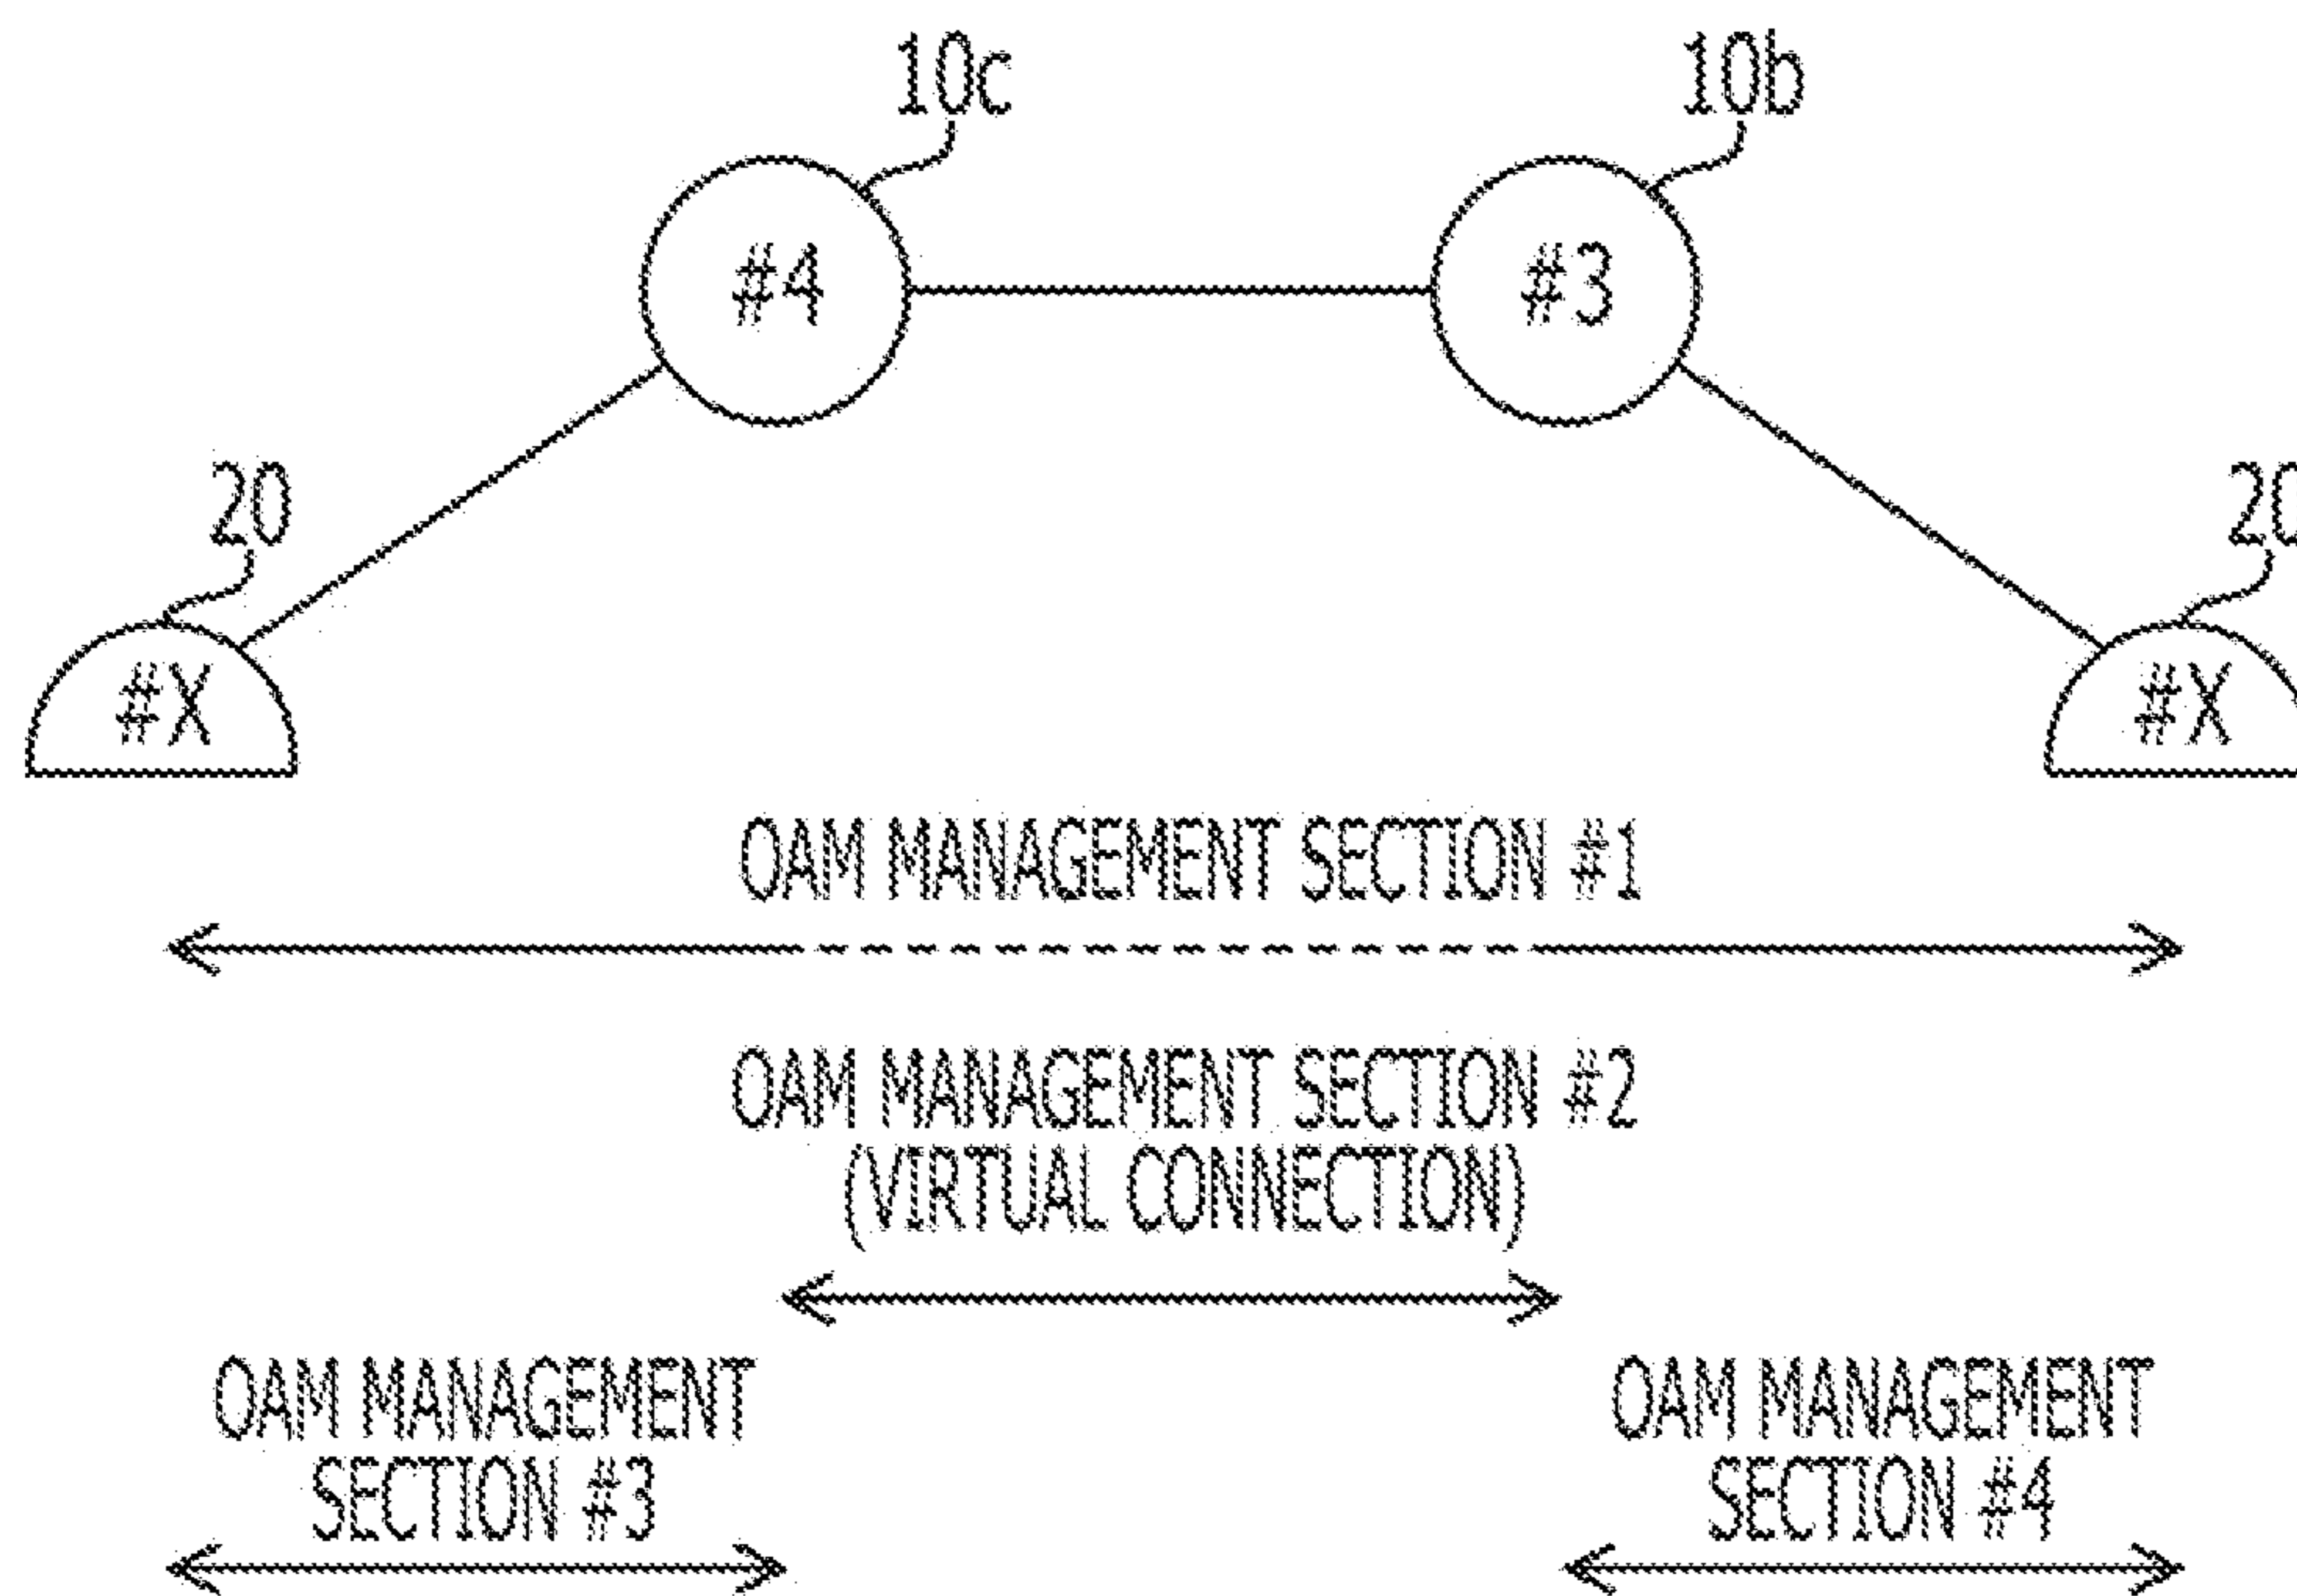 10c
10b
#4
#3
20
20
#X
#X
OAM MANAGEMENT SECTION #1
OAM MANAGEMENT SECTION #2
(VIRTUAL CONNECTION)
OAM MANAGEMENT
SECTION #3
OAM MANAGEMENT
SECTION #4